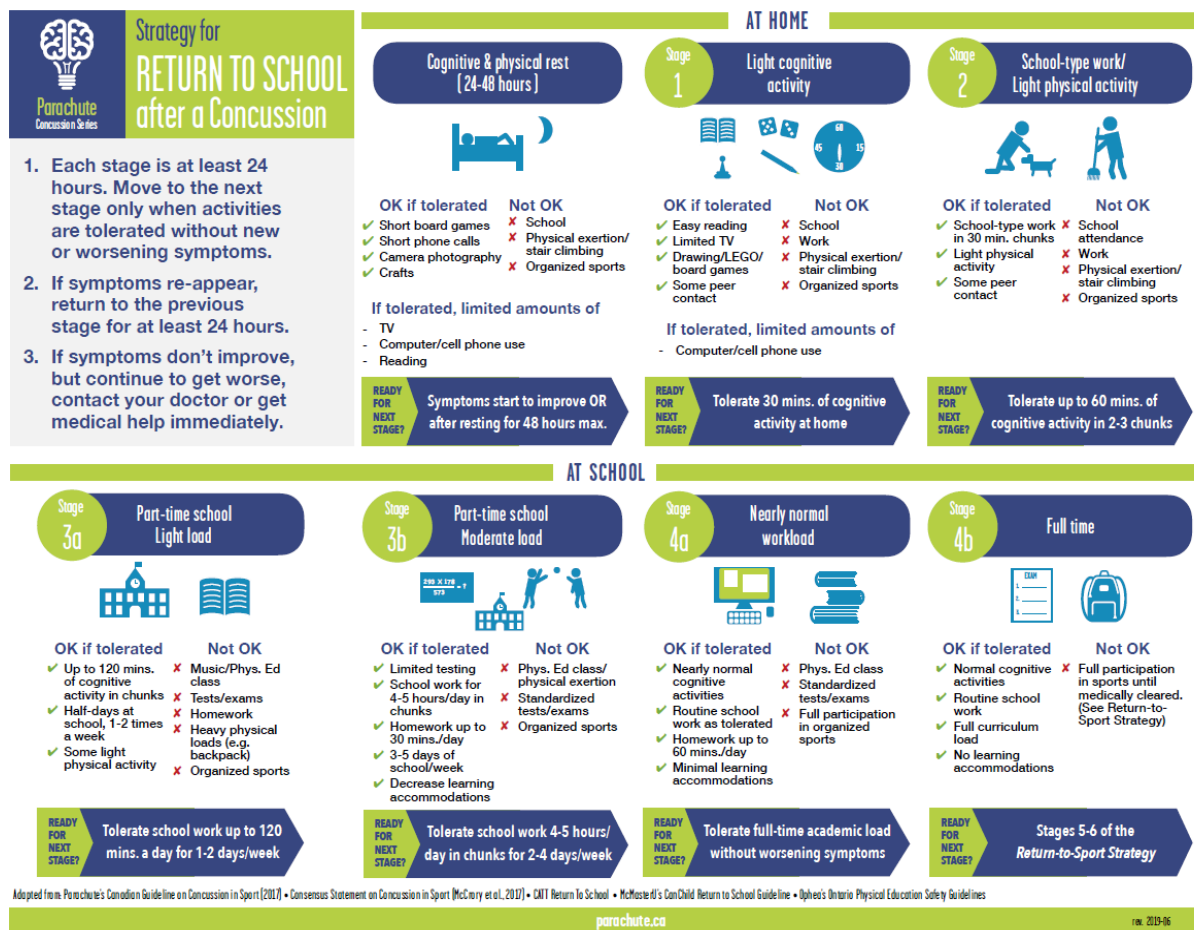 Strategy for
RETURN TO SCHOOL
after a Concussion
Parachute
Concussion Series
1. Each stage is at least 24
hours. Move to the next
stage only when activities
are tolerated without new
or worsening symptoms.
2. If symptoms re-appear,
return to the previous
stage for at least 24 hours.
3. If symptoms don't improve,
but continue to get worse,
contact your doctor or get
medical help immediately.
AT HOME
Cognitive & physical rest
(24-48 hours)
OK if tolerated
✔ Short board games
✔ Short phone calls
✔ Camera photography
✔ Crafts
Not OK
✘ School
✘ Physical exertion/
stair climbing
✘ Organized sports
If tolerated, limited amounts of
- TV
- Computer/cell phone use
- Reading
READY
FOR
NEXT
STAGE?
Symptoms start to improve OR
after resting for 48 hours max.
Stage
1
Light cognitive
activity
60
45 15
30
OK if tolerated
✔ Easy reading
✔ Limited TV
✔ Drawing/LEGO/
board games
✔ Some peer
contact
Not OK
✘ School
✘ Work
✘ Physical exertion/
stair climbing
✘ Organized sports
If tolerated, limited amounts of
- Computer/cell phone use
READY
FOR
NEXT
STAGE?
Tolerate 30 mins. of cognitive
activity at home
Stage
2
School-type work/
Light physical activity
OK if tolerated
✔ School-type work
in 30 min. chunks
✔ Light physical
activity
✔ Some peer
contact
Not OK
✘ School
attendance
✘ Work
✘ Physical exertion/
stair climbing
✘ Organized sports
READY
FOR
NEXT
STAGE?
Tolerate up to 60 mins. of
cognitive activity in 2-3 chunks
AT SCHOOL
Stage
3a
Part-time school
Light load
OK if tolerated
✔ Up to 120 mins.
of cognitive
activity in chunks
✔ Half-days at
school, 1-2 times
a week
✔ Some light
physical activity
Not OK
✘ Music/Phys. Ed
class
✘ Tests/exams
✘ Homework
✘ Heavy physical
loads (e.g.
backpack)
✘ Organized sports
READY
FOR
NEXT
STAGE?
Tolerate school work up to 120
mins. a day for 1-2 days/week
Stage
3b
Part-time school
Moderate load
293 X 178
573
= ?
OK if tolerated
✔ Limited testing
✔ School work for
4-5 hours/day in
chunks
✔ Homework up to
30 mins./day
✔ 3-5 days of
school/week
✔ Decrease learning
accommodations
Not OK
✘ Phys. Ed class/
physical exertion
✘ Standardized
tests/exams
✘ Organized sports
READY
FOR
NEXT
STAGE?
Tolerate school work 4-5 hours/
day in chunks for 2-4 days/week
Stage
4a
Nearly normal
workload
OK if tolerated
✔ Nearly normal
cognitive
activities
✔ Routine school
work as tolerated
✔ Homework up to
60 mins./day
✔ Minimal learning
accommodations
Not OK
✘ Phys. Ed class
✘ Standardized
tests/exams
✘ Full participation
in organized
sports
READY
FOR
NEXT
STAGE?
Tolerate full-time academic load
without worsening symptoms
Stage
4b
Full time
EXAM
1.
2.
3.
OK if tolerated
✔ Normal cognitive
activities
✔ Routine school
work
✔ Full curriculum
load
✔ No learning
accommodations
Not OK
✘ Full participation
in sports until
medically cleared.
(See Return-to-
Sport Strategy)
READY
FOR
NEXT
STAGE?
Stages 5-6 of the
Return-to-Sport Strategy
Adapted from: Parachute's Canadian Guideline on Concussion in Sport (2017) • Consensus Statement on Concussion in Sport (McCrory et al., 2017) • CATT Return To School • McMasterU's CanChild Return to School Guideline • Ophea's Ontario Physical Education Safety Guidelines
parachute.ca
rev. 2019-06